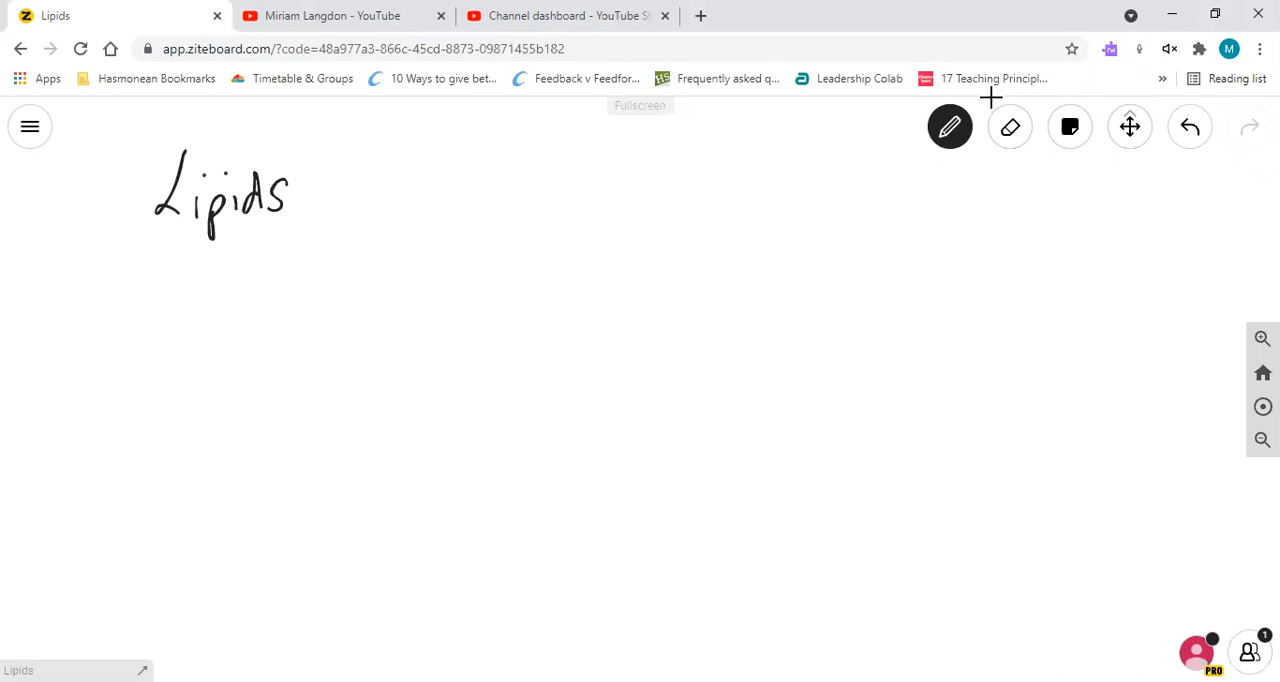 Lipids
Miriam Langdon - YouTube
Channel dashboard - YouTube St
app.ziteboard.com/?code=48a977a3-866c-45cd-8873-09871455b182
M
Apps
Hasmonean Bookmarks
Timetable & Groups
10 Ways to give bet...
Feedback v Feedfor...
Frequently asked q...
Leadership Colab
17 Teaching Principl...
»
Reading list
Fullscreen
Lipids
1
PRO
Lipids